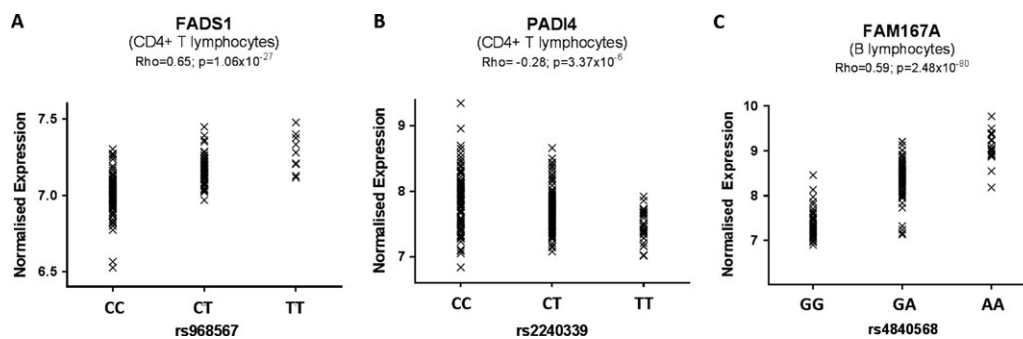 A
FADS1
(CD4+ T lymphocytes)
Rho=0.65; p=1.06x10-27
Normalised Expression
7.5
7.0
6.5
CC CT TT
rs968567
B
PADI4
(CD4+ T lymphocytes)
Rho= -0.28; p=3.37x10-6
Normalised Expression
9
8
7
CC CT TT
rs2240339
C
FAM167A
(B lymphocytes)
Rho=0.59; p=2.48x10-80
Normalised Expression
10
9
8
7
GG GA AA
rs4840568